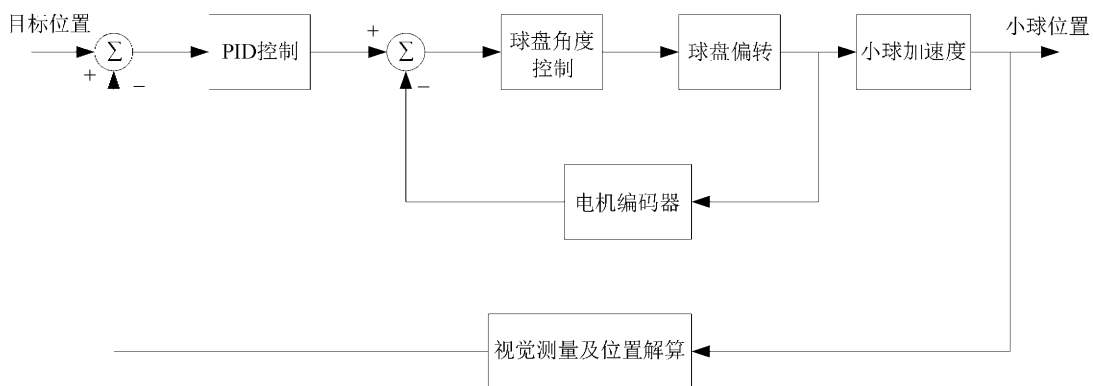 目标位置
小球位置
Σ
PID控制
+
Σ
球盘角度
控制
球盘偏转
小球加速度
+
−
−
电机编码器
视觉测量及位置解算